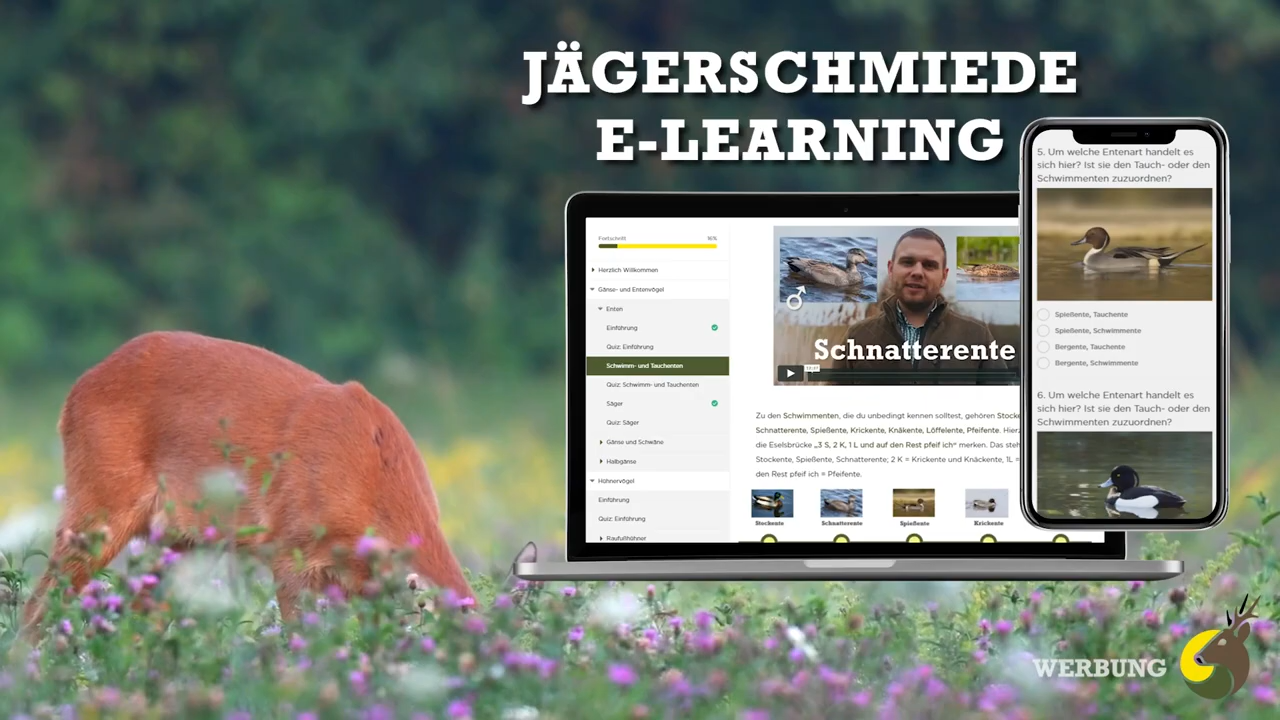 JÄGERSCHMIEDE
E-LEARNING
Fortschritt 16%
Herzlich Willkommen
Gänse- und Entenvögel
Enten
Einführung
Quiz: Einführung
Schwimm- und Tauchenten
Quiz: Schwimm- und Tauchenten
Säger
Quiz: Säger
Gänse und Schwäne
Halbgänse
Hühnervögel
Einführung
Quiz: Einführung
Raufußhühner
Schnatterente
Zu den Schwimmenten, die du unbedingt kennen solltest, gehören Stocke
Schnatterente, Spießente, Krickente, Knäkente, Löffelente, Pfeifente. Hier
die Eselsbrücke „3 S, 2 K, 1 L und auf den Rest pfeif ich“ merken. Das steh
Stockente, Spießente, Schnatterente; 2 K = Krickente und Knäckente, 1L =
den Rest pfeif ich = Pfeifente.
Stockente
Schnatterente
Spießente
Krickente
5. Um welche Entenart handelt es
sich hier? Ist sie den Tauch- oder den
Schwimmenten zuzuordnen?
Spießente, Tauchente
Spießente, Schwimmente
Bergente, Tauchente
Bergente, Schwimmente
6. Um welche Entenart handelt es
sich hier? Ist sie den Tauch- oder den
Schwimmenten zuzuordnen?
WERBUNG